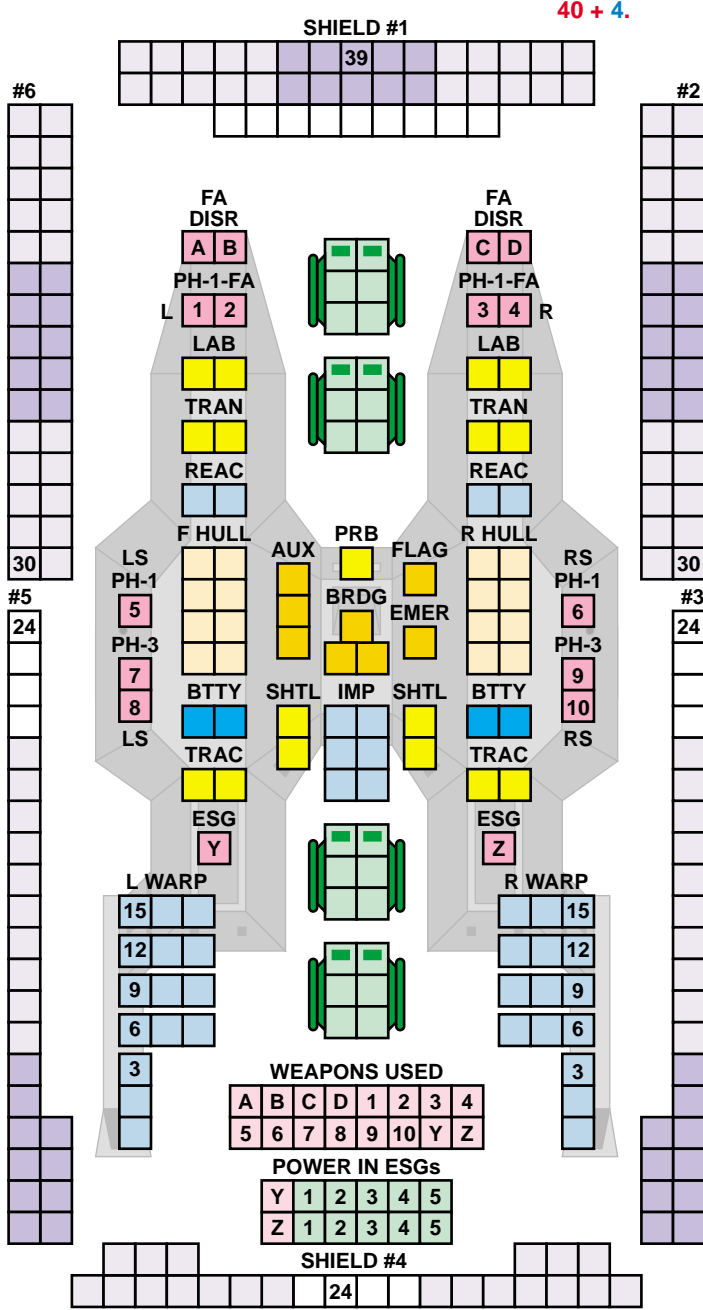 40 + 4.
SHIELD #1
39
#6
#2
FA
DISR
FA
DISR
A B
C D
PH-1-FA
PH-1-FA
L 1 2
3 4 R
LAB
LAB
TRAN
TRAN
REAC
REAC
F HULL
AUX
PRB
FLAG
R HULL
30
LS
PH-1
5
BRDG
EMER
RS
PH-1
6
30
#5
#3
24
24
PH-3
7
8
LS
PH-3
9
10
RS
BTTY
SHTL
IMP
SHTL
BTTY
TRAC
TRAC
ESG
Y
ESG
Z
L WARP
R WARP
15
15
12
12
9
9
6
6
3
3
WEAPONS USED
A B C D 1 2 3 4
5 6 7 8 9 10 Y Z
POWER IN ESGs
Y 1 2 3 4 5
Z 1 2 3 4 5
SHIELD #4
24